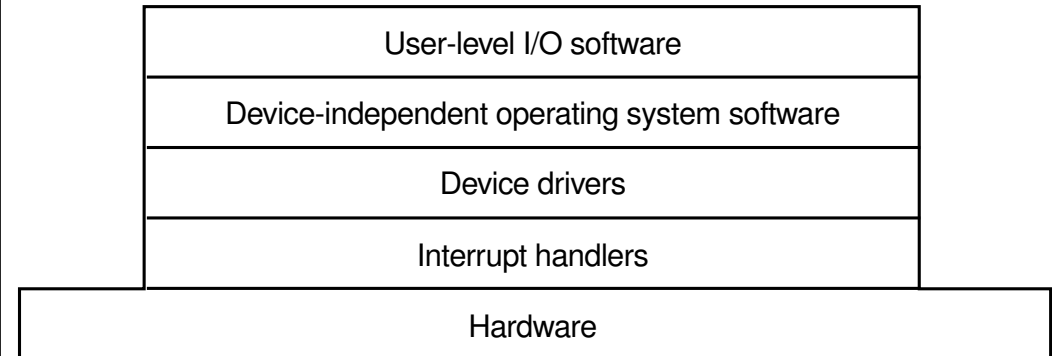 User-level I/O software
Device-independent operating system software
Device drivers
Interrupt handlers
Hardware